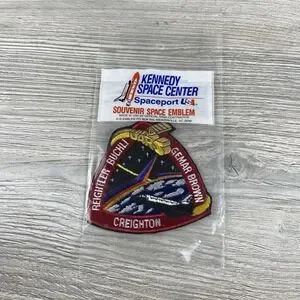 KENNEDY
SPACE CENTER
Spaceport USA
SOUVENIR SPACE EMBLEM
REIGHTLER BUCHLI
GEMAR BROWN
CREIGHTON